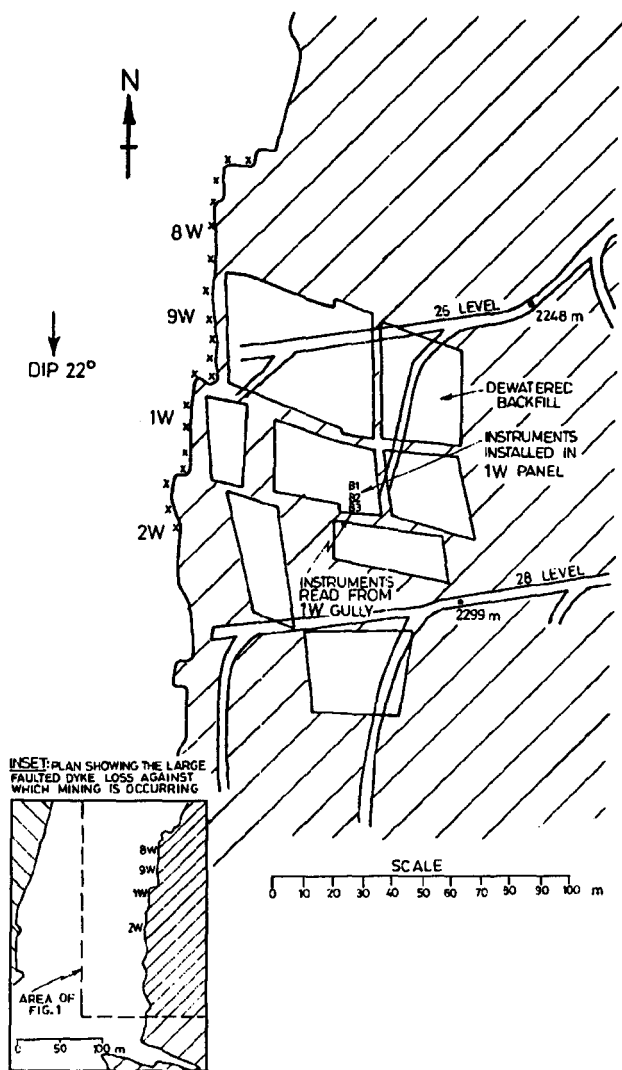 N
8W
9W
DIP 22°
1W
2W
26 LEVEL
2248 m
DEWATERED
BACKFILL
INSTRUMENTS
INSTALLED IN
1W PANEL
B1
B2
B3
INSTRUMENTS
READ FROM
1W GULLY
28 LEVEL
2299 m
INSET: PLAN SHOWING THE LARGE
FAULTED DYKE LOSS AGAINST
WHICH MINING IS OCCURRING
8W
9W
1W
2W
AREA OF
FIG. 1
0 50 100 m
SCALE
0 10 20 30 40 50 60 70 80 90 100 m